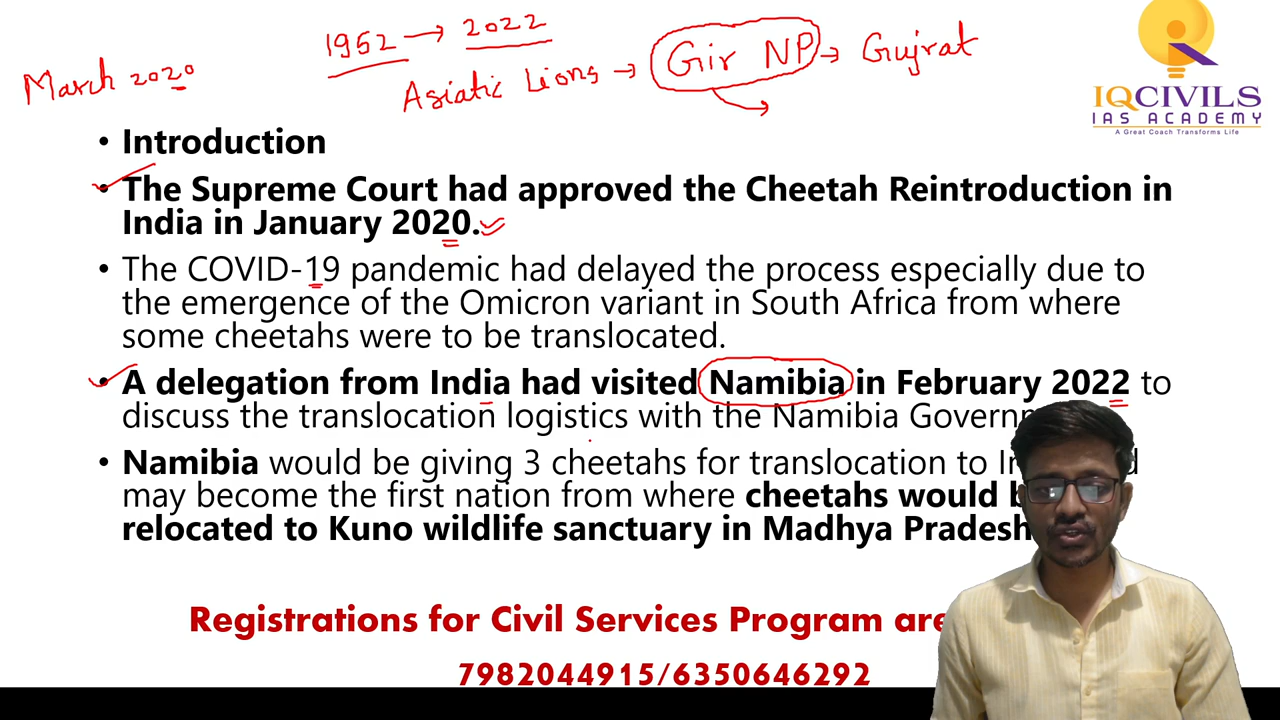 March 2020
1952 → 2022
Asiatic Lions → Gir NP → Gujrat
IQCIVILS
IAS ACADEMY
A Great Coach Transforms Life
• Introduction
• The Supreme Court had approved the Cheetah Reintroduction in
India in January 2020.
• The COVID-19 pandemic had delayed the process especially due to
the emergence of the Omicron variant in South Africa from where
some cheetahs were to be translocated.
• A delegation from India had visited Namibia in February 2022 to
discuss the translocation logistics with the Namibia
• Namibia would be giving 3 cheetahs for translocation to
may become the first nation from where cheetahs would
relocated to Kuno wildlife sanctuary in Madhya Pradesh
Registrations for Civil Services Program are
7982044915/6350646292